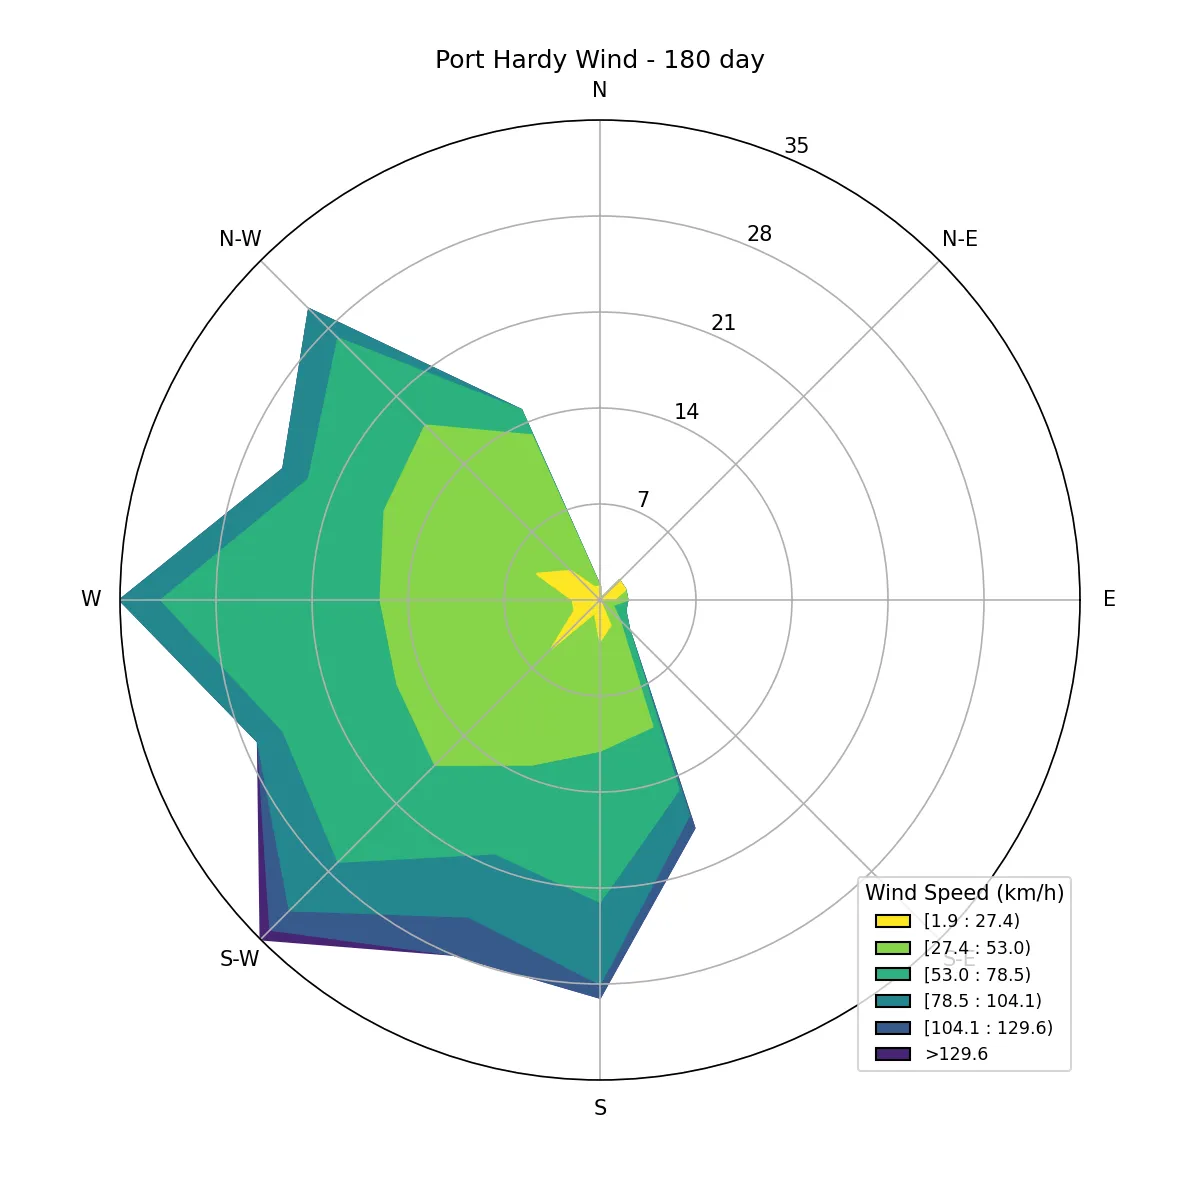 Port Hardy Wind - 180 day
N
35
N-W
N-E
28
21
14
7
W
E
S-W
S-E
S
Wind Speed (km/h)
[1.9 : 27.4)
[27.4 : 53.0)
[53.0 : 78.5)
[78.5 : 104.1)
[104.1 : 129.6)
>129.6